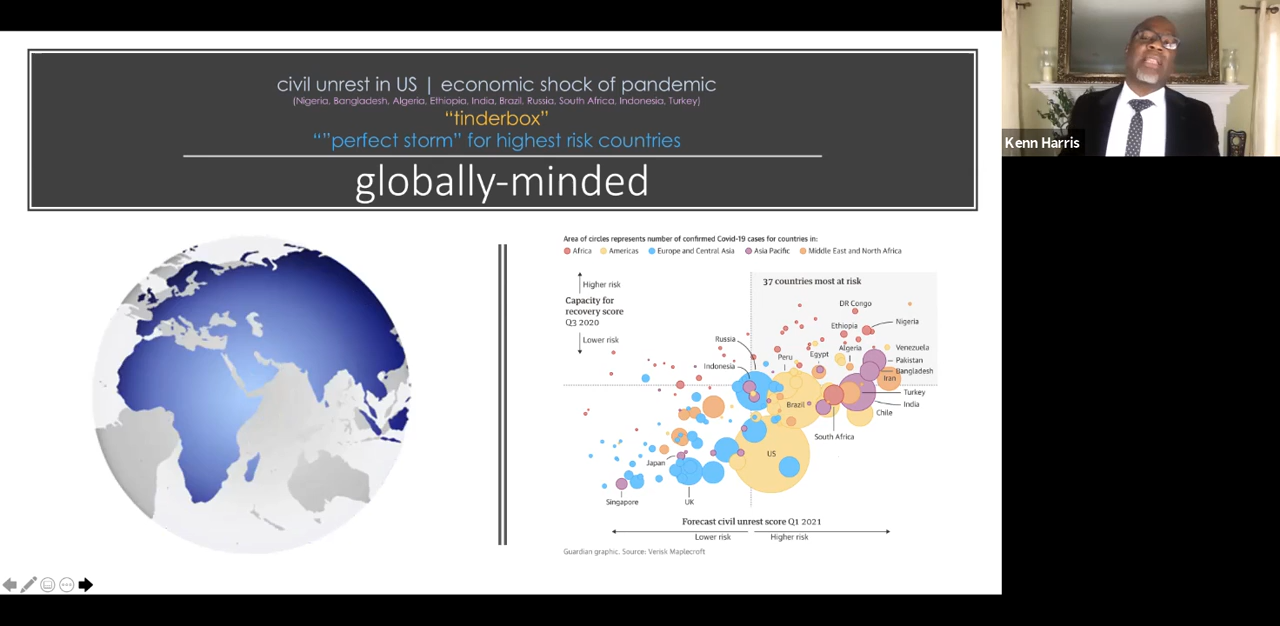 civil unrest in US | economic shock of pandemic
(Nigeria, Bangladesh, Algeria, Ethiopia, India, Brazil, Russia, South Africa, Indonesia, Turkey)
“tinderbox”
“”perfect storm” for highest risk countries
globally-minded
Kenn Harris
Area of circles represents number of confirmed Covid-19 cases for countries in:
Africa Americas Europe and Central Asia Asia Pacific Middle East and North Africa
Higher risk
Capacity for
recovery score
Q3 2020
Lower risk
37 countries most at risk
DR Congo
Nigeria
Ethiopia
Russia
Algeria
Venezuela
Peru
Egypt
Pakistan
Indonesia
Bangladesh
Iran
Turkey
Brazil
India
Chile
South Africa
US
Japan
Singapore
UK
Forecast civil unrest score Q1 2021
Lower risk
Higher risk
Guardian graphic. Source: Verisk Maplecroft